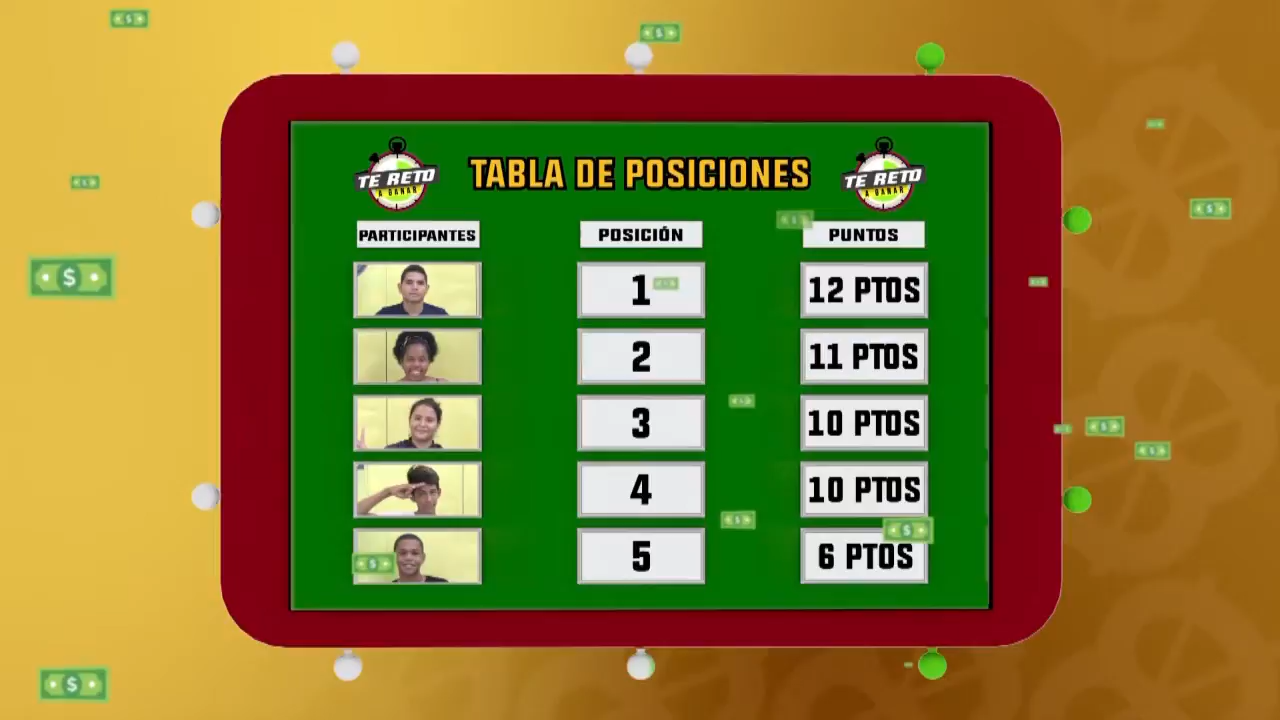 TE RETO
A GANAR
TABLA DE POSICIONES
TE RETO
A GANAR
PARTICIPANTES POSICIÓN PUNTOS
1 12 PTOS
2 11 PTOS
3 10 PTOS
4 10 PTOS
5 6 PTOS